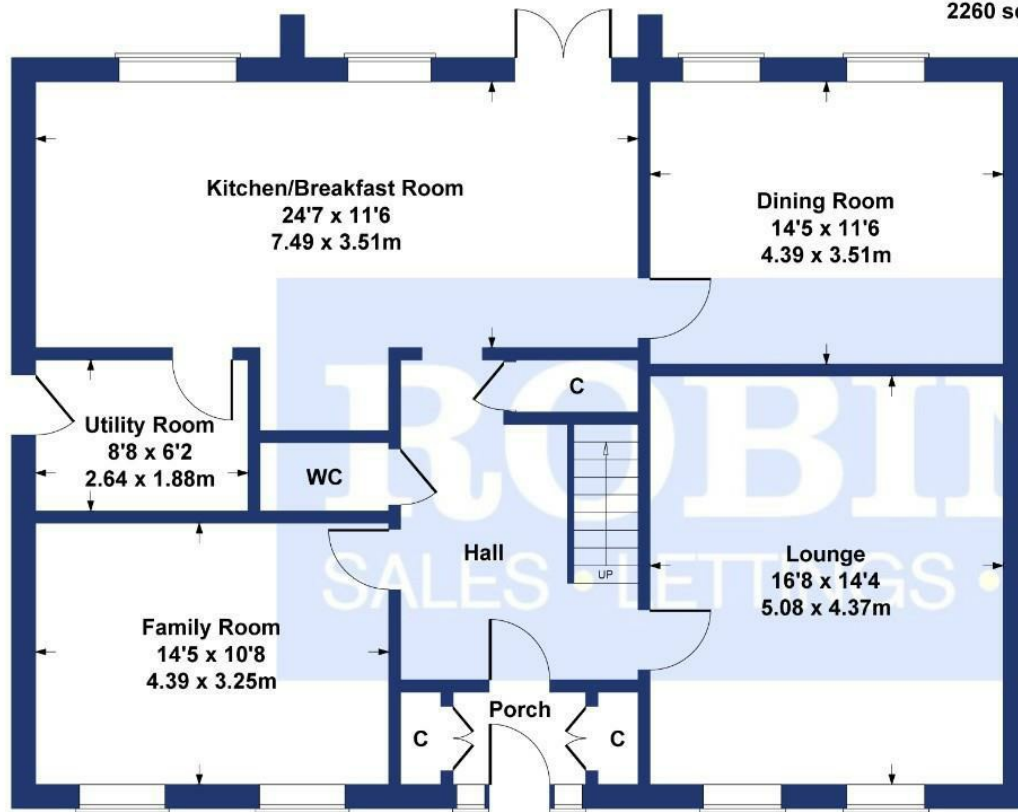 2260 s
Kitchen/Breakfast Room
24'7 x 11'6
7.49 x 3.51m
Dining Room
14'5 x 11'6
4.39 x 3.51m
C
Utility Room
8'8 x 6'2
2.64 x 1.88m
WC
Hall
UP
Lounge
16'8 x 14'4
5.08 x 4.37m
Family Room
14'5 x 10'8
4.39 x 3.25m
Porch
C
C
ROBIN
SALES • LETTINGS •